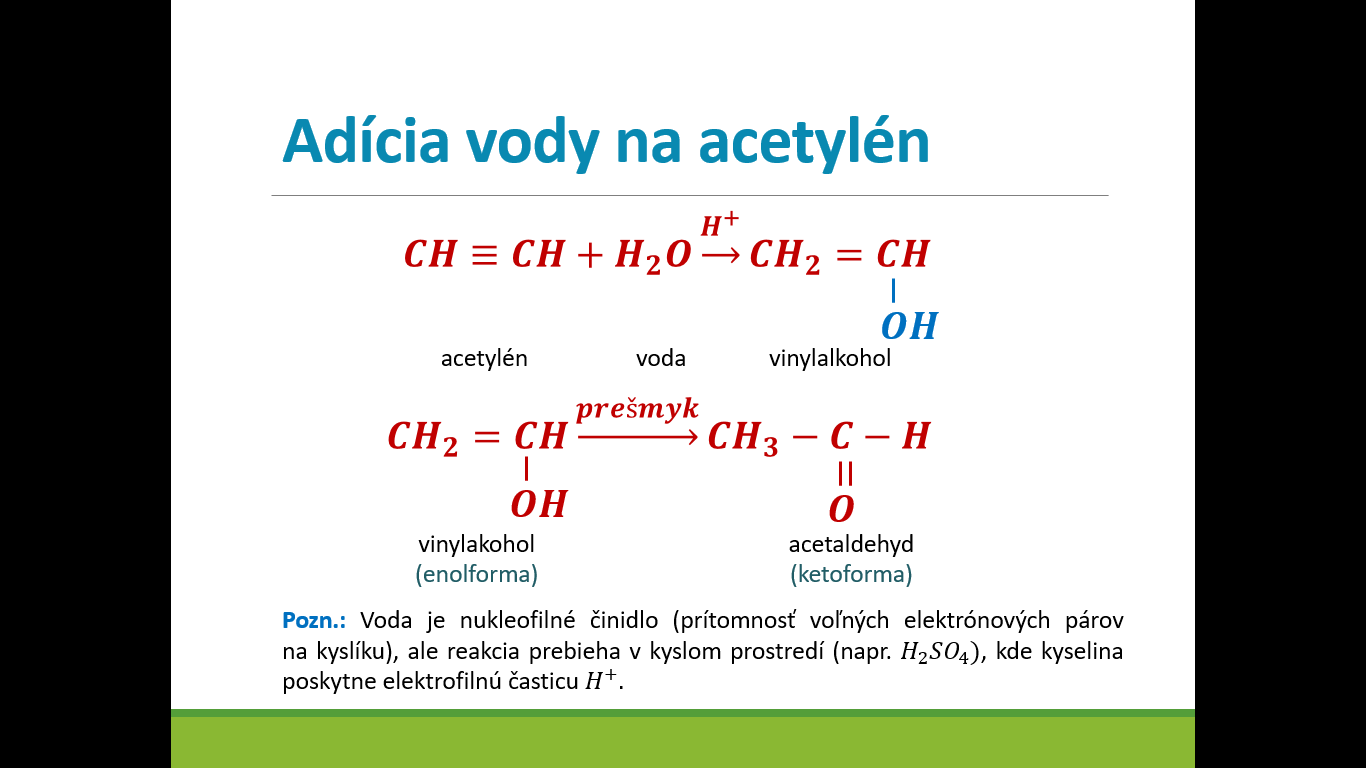 Adícia vody na acetylén
H⁺
CH ≡ CH + H₂O → CH₂ = CH
|
OH
acetylén voda vinylalkohol
prešmyk
CH₂ = CH → CH₃ − C − H
| ||
OH O
vinylakohol acetaldehyd
(enolforma) (ketoforma)
Pozn.: Voda je nukleofilné činidlo (prítomnosť voľných elektrónových párov
na kyslíku), ale reakcia prebieha v kyslom prostredí (napr. H₂SO₄), kde kyselina
poskytne elektrofilnú časticu H⁺.